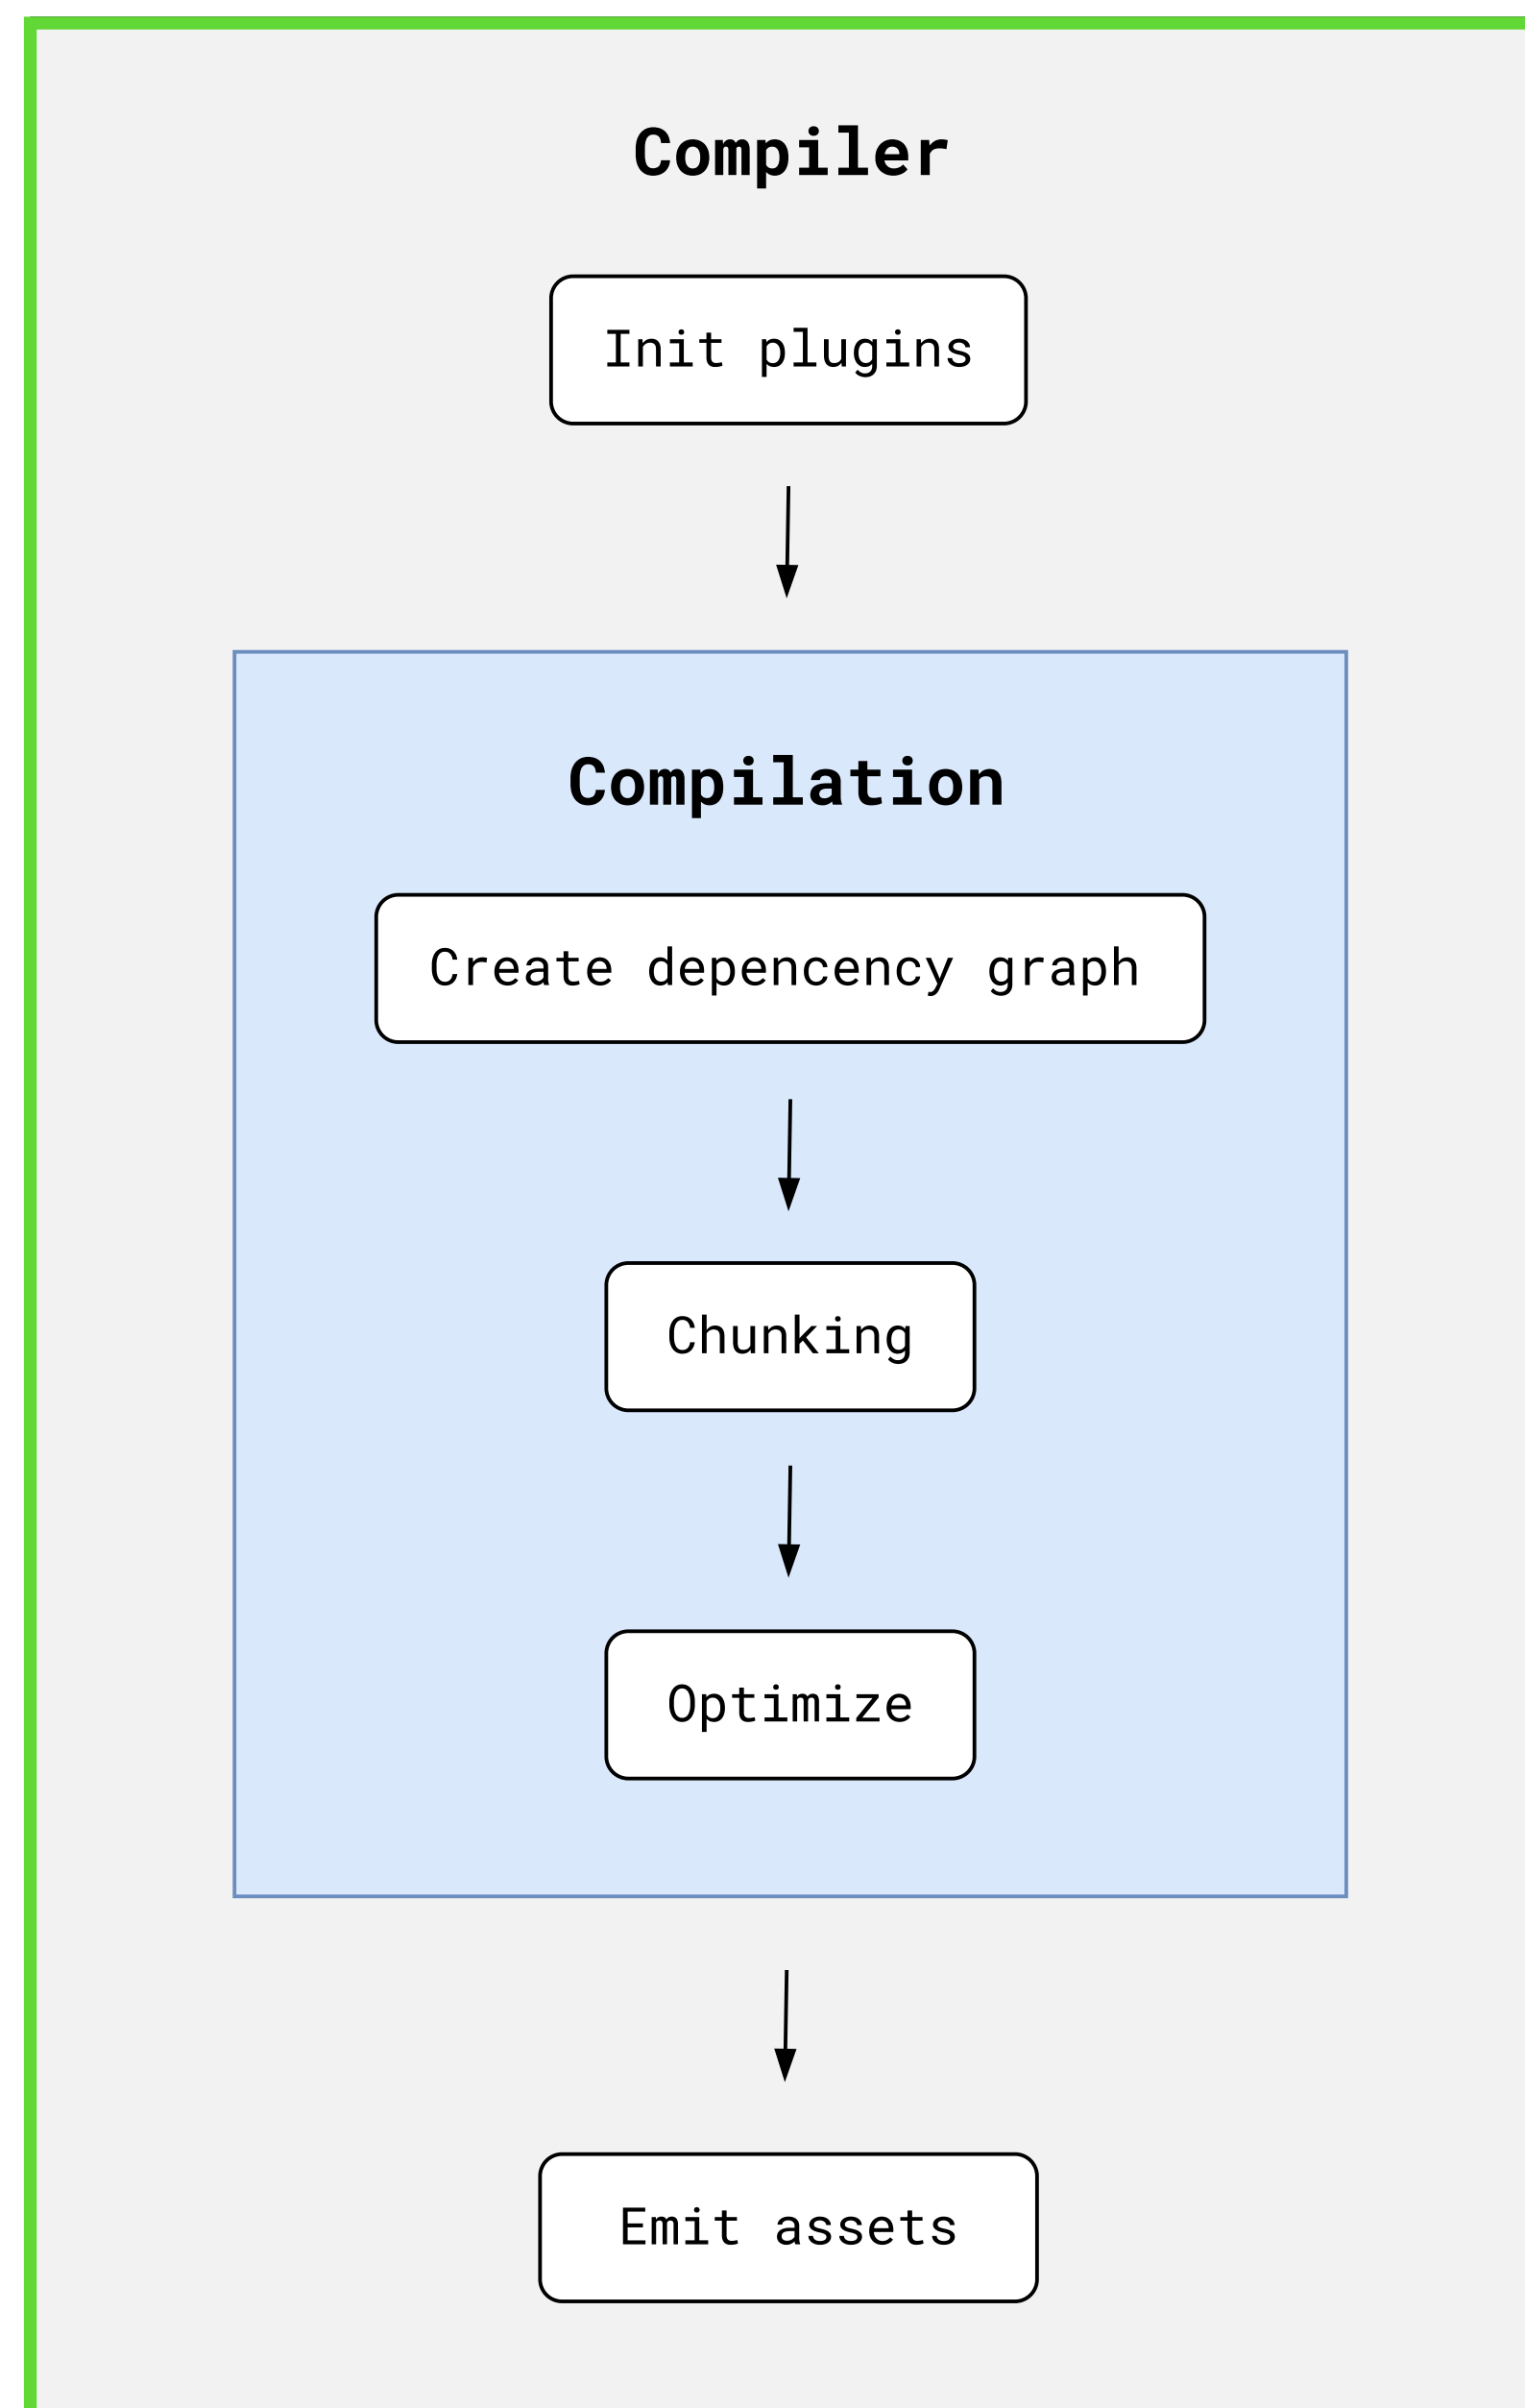 Compiler
Init plugins
Compilation
Create depencency graph
Chunking
Optimize
Emit assets